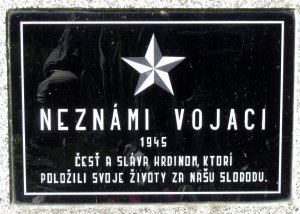 NEZNÁMI VOJACI
1945
ČESŤ A SLÁVA HRDINOM, KTORÍ
POLOŽILI SVOJE ŽIVOTY ZA NAŠU SLOBODU.